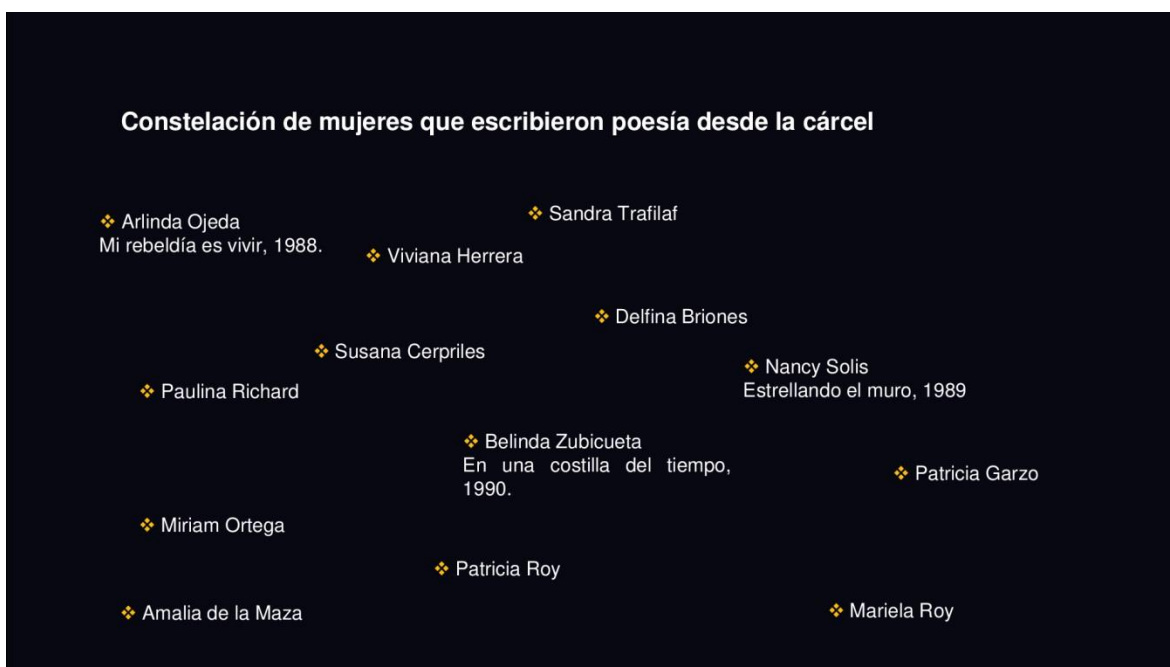 Constelación de mujeres que escribieron poesía desde la cárcel
❖ Arlinda Ojeda
Mi rebeldía es vivir, 1988.
❖ Sandra Trafilaf
❖ Viviana Herrera
❖ Delfina Briones
❖ Susana Cerpriles
❖ Nancy Solis
Estrellando el muro, 1989
❖ Paulina Richard
❖ Belinda Zubicueta
En una costilla del tiempo,
1990.
❖ Patricia Garzo
❖ Miriam Ortega
❖ Patricia Roy
❖ Amalia de la Maza
❖ Mariela Roy